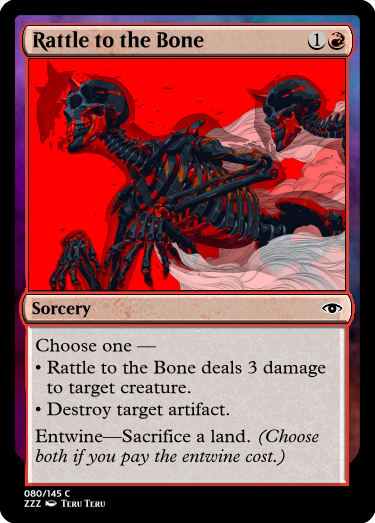 Rattle to the Bone 1
Sorcery
Choose one —
• Rattle to the Bone deals 3 damage
to target creature.
• Destroy target artifact.
Entwine—Sacrifice a land. (Choose
both if you pay the entwine cost.)
080/145 C
ZZZ Teru Teru